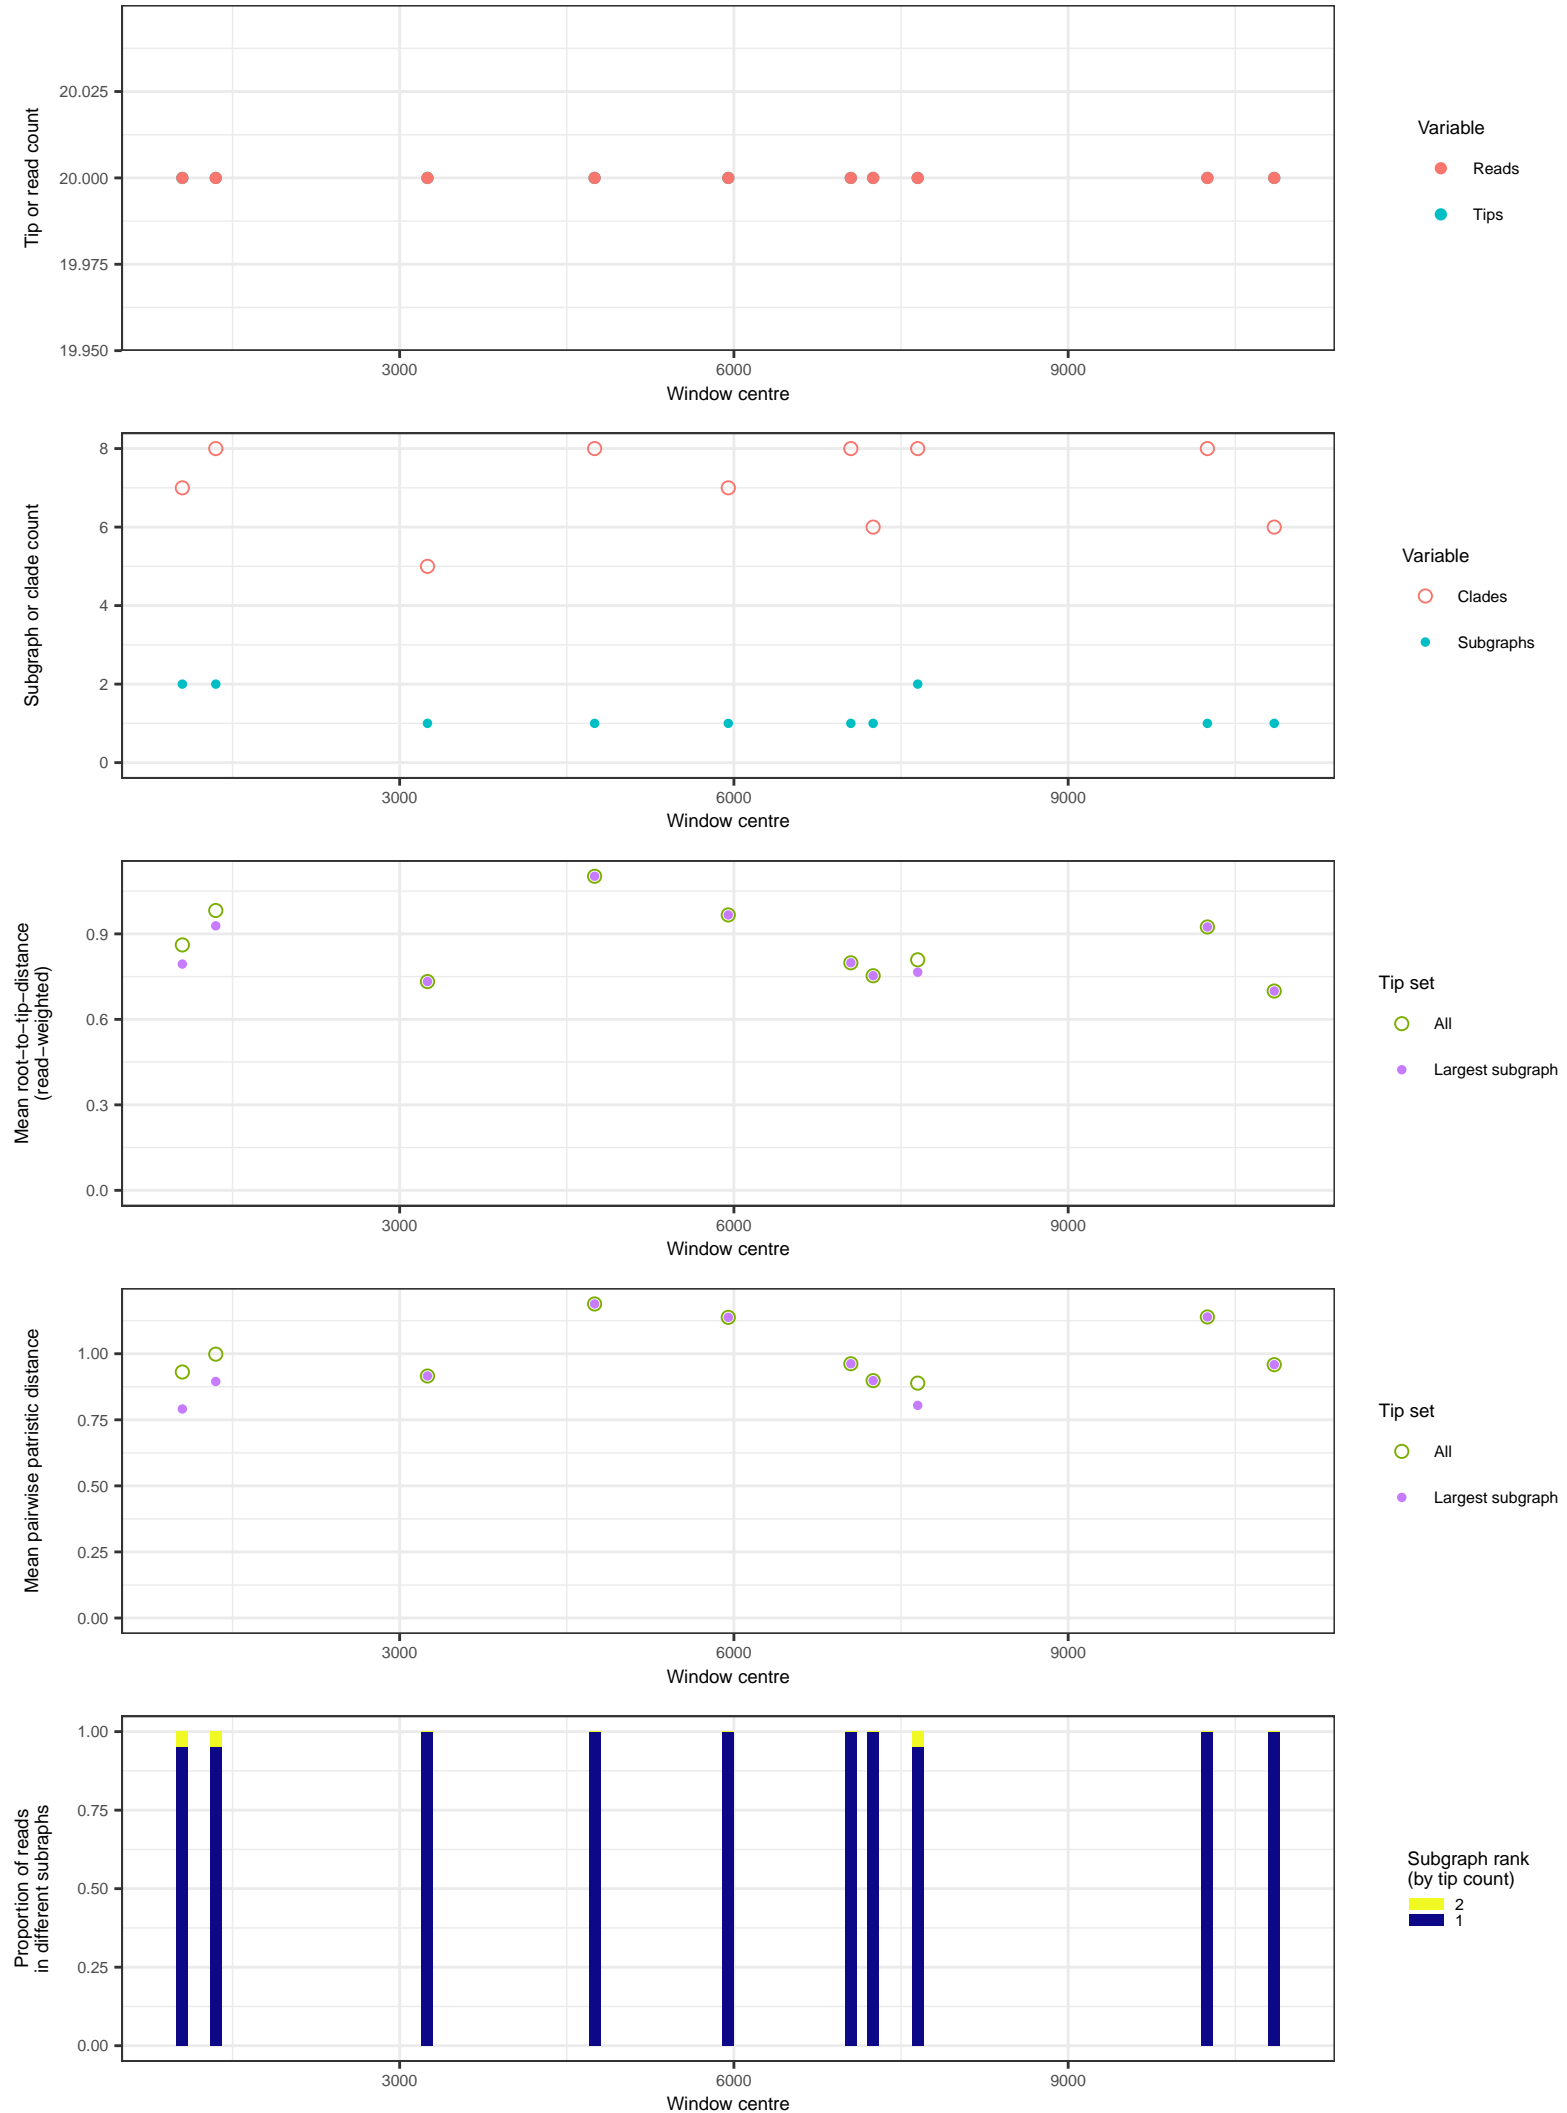 Tip or read count
20.025
20.000
19.975
19.950
3000
6000
9000
Window centre
Variable
Reads
Tips
Subgraph or clade count
8
6
4
2
0
3000
6000
9000
Window centre
Variable
Clades
Subgraphs
Mean root−to−tip−distance
(read−weighted)
0.9
0.6
0.3
0.0
3000
6000
9000
Window centre
Tip set
All
Largest subgraph
Mean pairwise patristic distance
1.00
0.75
0.50
0.25
0.00
3000
6000
9000
Window centre
Tip set
All
Largest subgraph
Proportion of reads
in different subraphs
1.00
0.75
0.50
0.25
0.00
3000
6000
9000
Window centre
Subgraph rank
(by tip count)
2
1